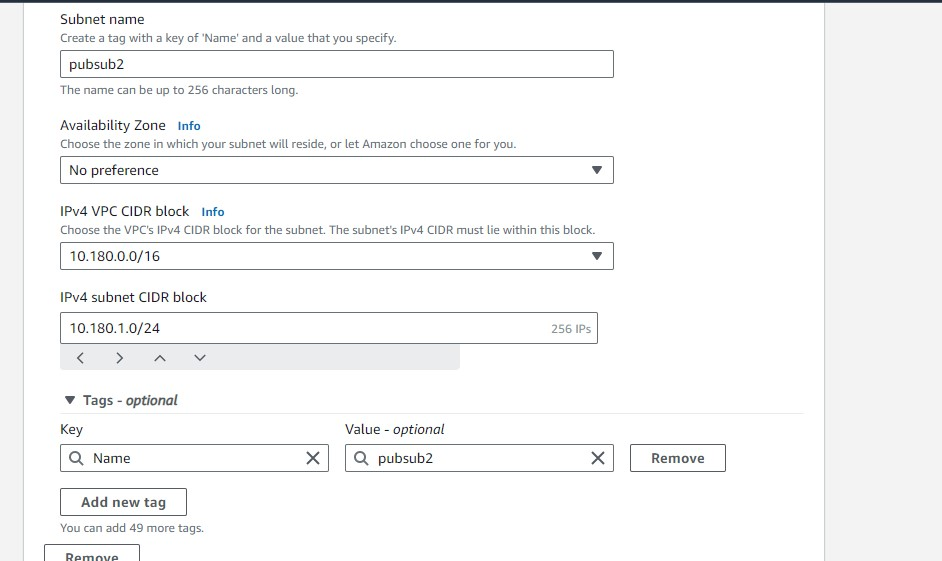 Subnet name
Create a tag with a key of 'Name' and a value that you specify.
pubsub2
The name can be up to 256 characters long.
Availability Zone Info
Choose the zone in which your subnet will reside, or let Amazon choose one for you.
No preference
IPv4 VPC CIDR block Info
Choose the VPC's IPv4 CIDR block for the subnet. The subnet's IPv4 CIDR must lie within this block.
10.180.0.0/16
IPv4 subnet CIDR block
10.180.1.0/24 256 IPs
Tags - optional
Key Value - optional
Name pubsub2 Remove
Add new tag
You can add 49 more tags.
Remove